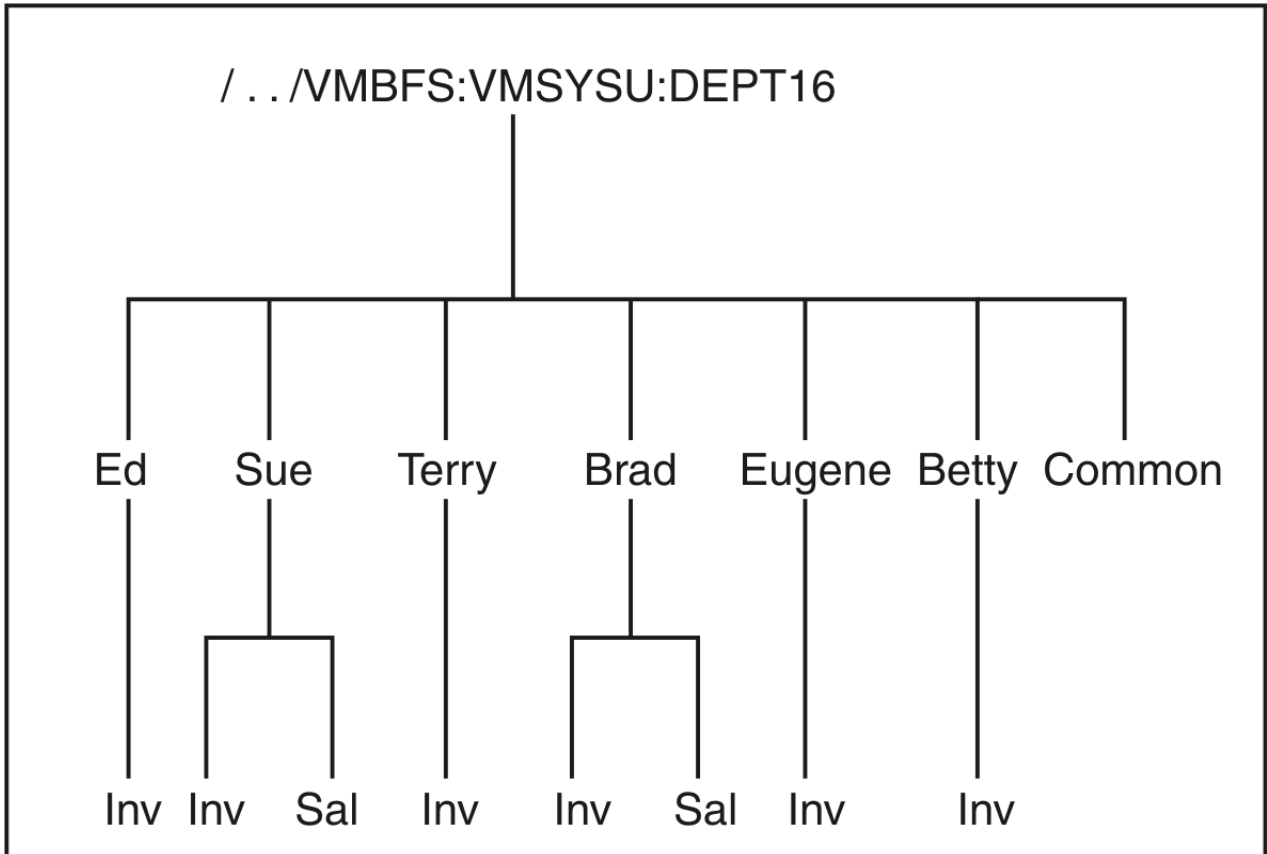 / . . /VMBFS:VMSYSU:DEPT16
Ed Sue Terry Brad Eugene Betty Common
Inv Inv Sal Inv Inv Sal Inv Inv